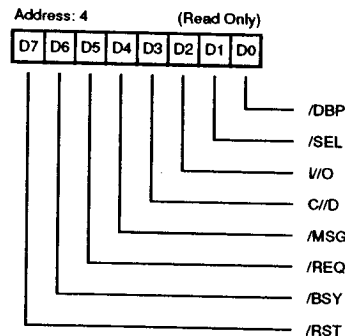 Address: 4 (Read Only)
D7 D6 D5 D4 D3 D2 D1 D0
/DBP
/SEL
I//O
C//D
/MSG
/REQ
/BSY
/RST